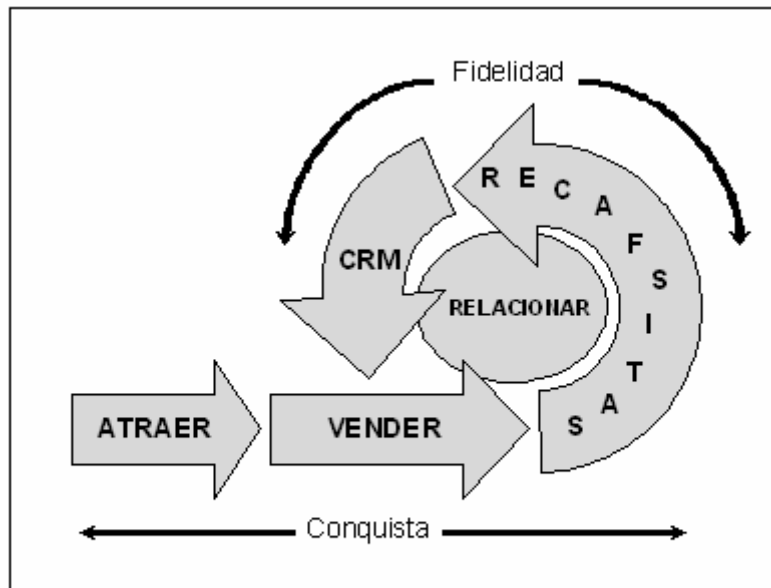 Fidelidad
SATISFACER
CRM
RELACIONAR
ATRAER
VENDER
Conquista